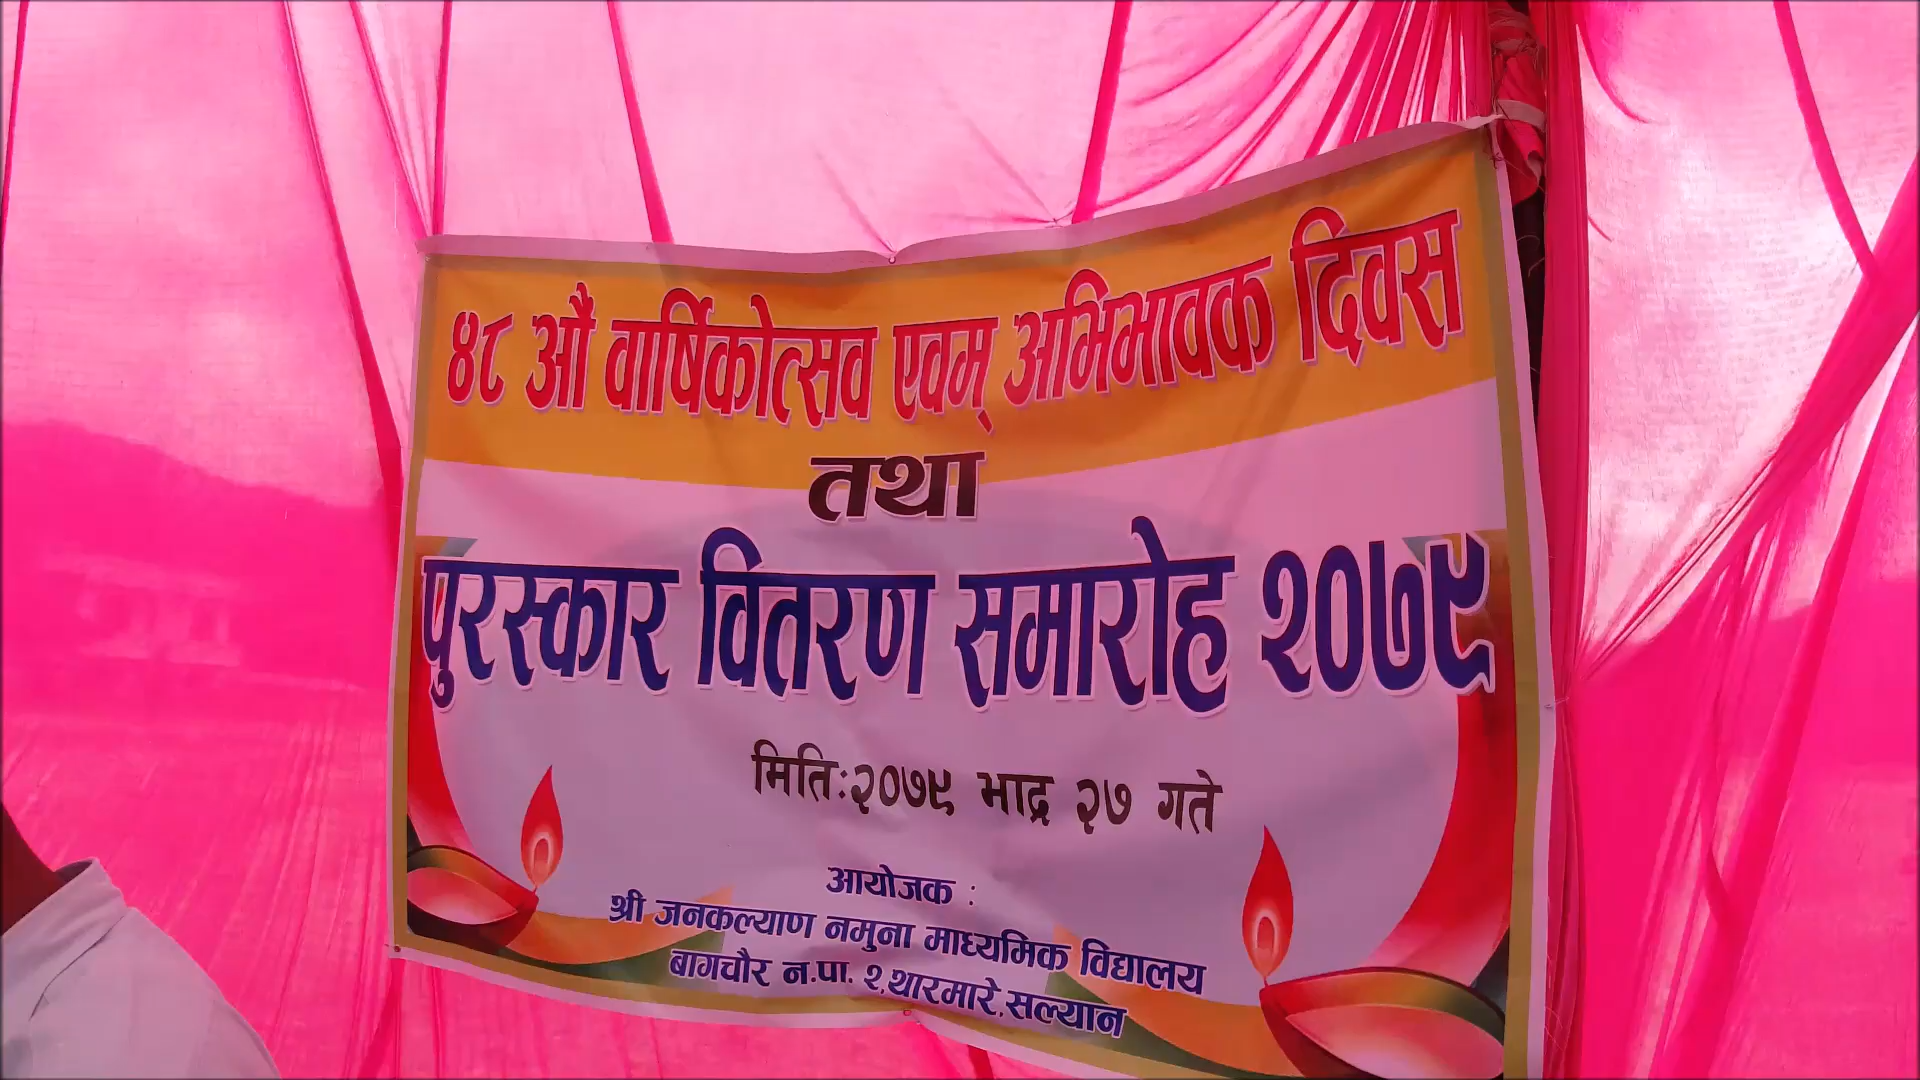 ४८ औं वार्षिकोत्सव एवम् अभिभावक दिवस
तथा
पुरस्कार वितरण समारोह २०७९
मितिः२०७९ भाद्र २७ गते
आयोजक :
श्री जनकल्याण नमुना माध्यमिक विद्यालय
बागचौर न.पा. २,थारमारे,सल्यान